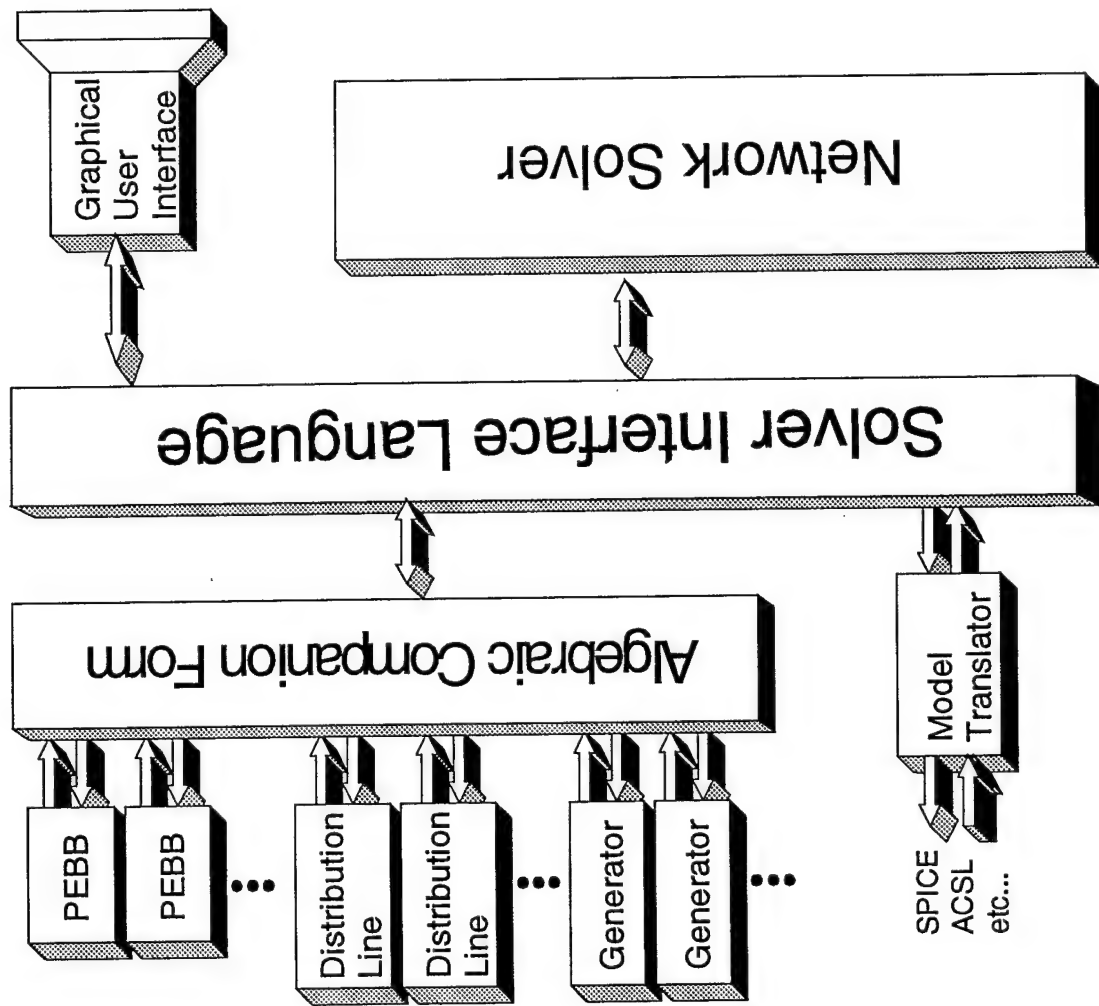 Graphical
User
Interface
Network Solver
Solver Interface Language
Algebraic Companion Form
Model
Translator
PEBB
PEBB
Distribution
Line
Distribution
Line
Generator
Generator
SPICE
ACSL
etc...